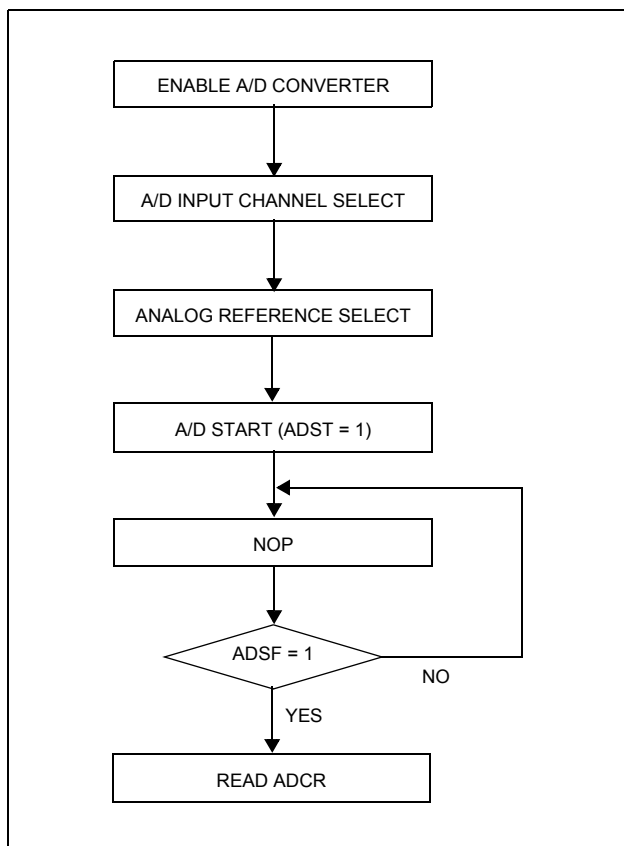 ENABLE A/D CONVERTER
A/D INPUT CHANNEL SELECT
ANALOG REFERENCE SELECT
A/D START (ADST = 1)
NOP
ADSF = 1
NO
YES
READ ADCR